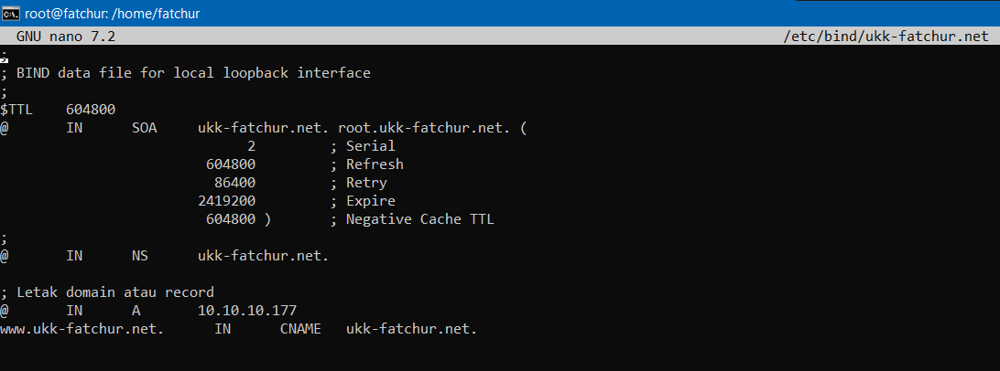 root@fatchur: /home/fatchur
GNU nano 7.2 /etc/bind/ukk-fatchur.net
;
; BIND data file for local loopback interface
;
$TTL 604800
@ IN SOA ukk-fatchur.net. root.ukk-fatchur.net. (
2 ; Serial
604800 ; Refresh
86400 ; Retry
2419200 ; Expire
604800 ) ; Negative Cache TTL
;
@ IN NS ukk-fatchur.net.
; Letak domain atau record
@ IN A 10.10.10.177
www.ukk-fatchur.net. IN CNAME ukk-fatchur.net.